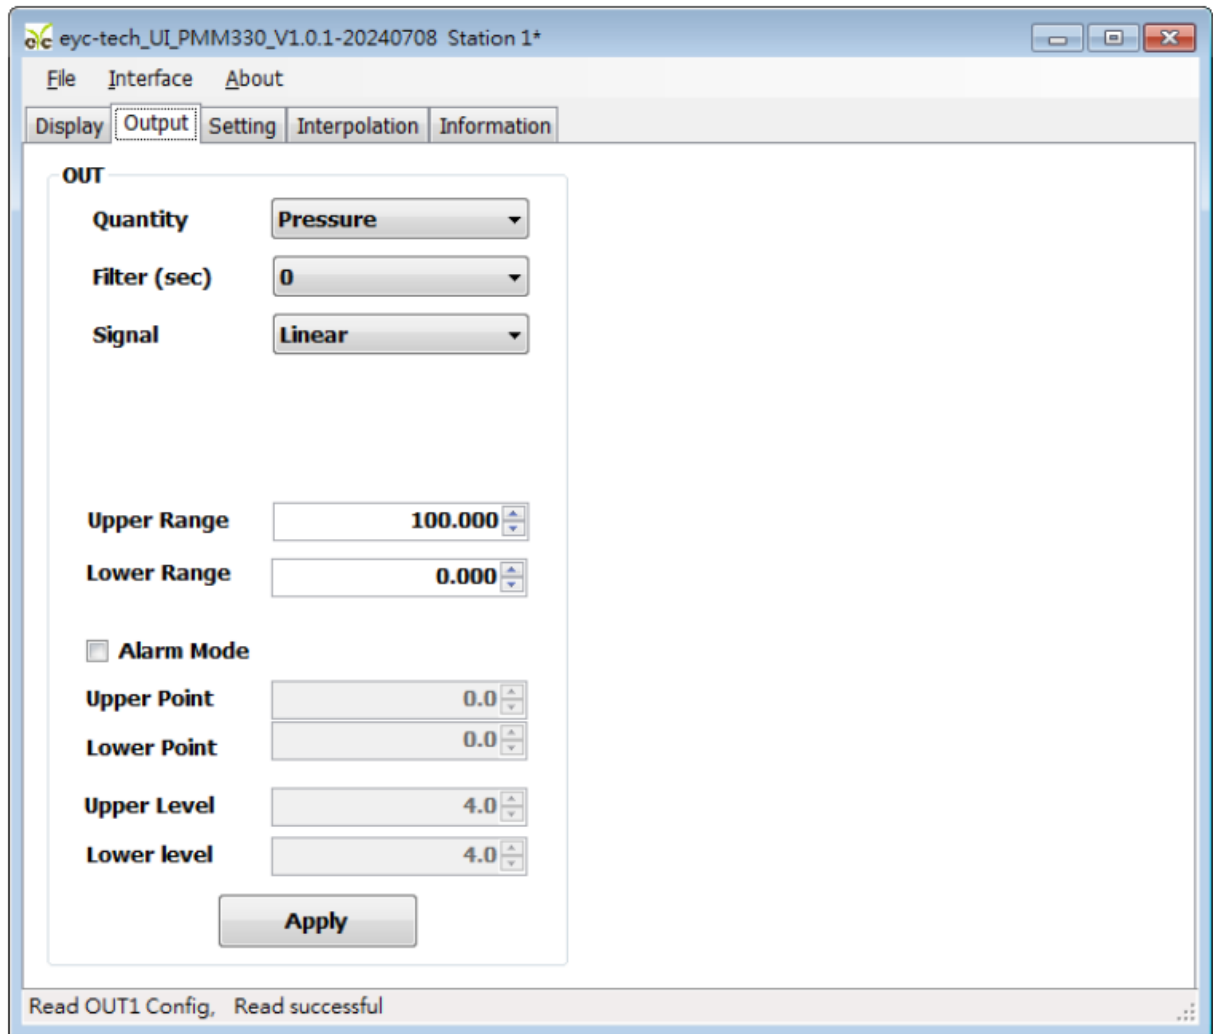 eyc eyc-tech_UI_PMM330_V1.0.1-20240708 Station 1*
File Interface About
Display Output Setting Interpolation Information
OUT
Quantity Pressure
Filter (sec) 0
Signal Linear
Upper Range 100.000
Lower Range 0.000
Alarm Mode
Upper Point 0.0
Lower Point 0.0
Upper Level 4.0
Lower level 4.0
Apply
Read OUT1 Config, Read successful